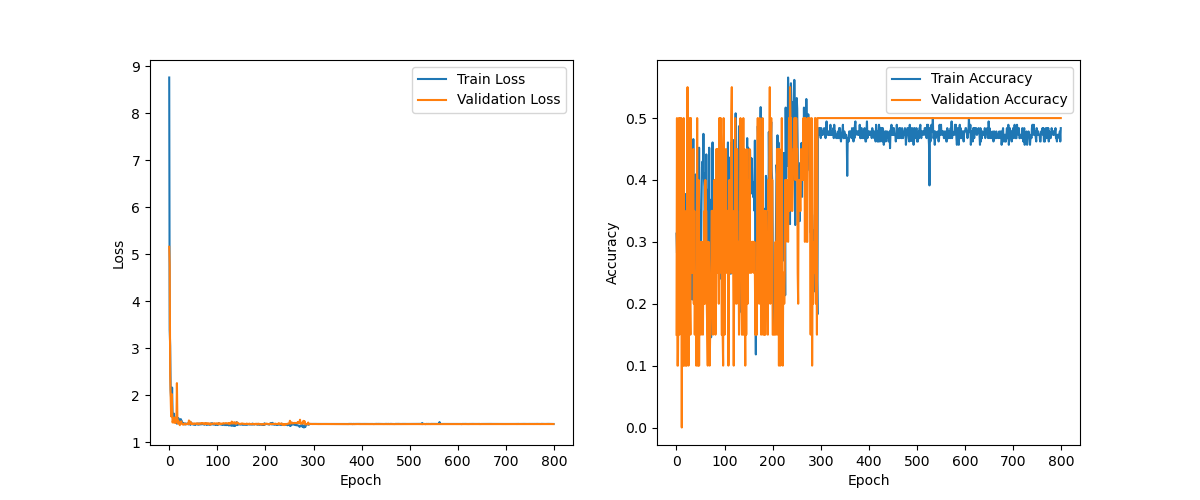 Train Loss
Validation Loss
9
8
7
6
5
4
3
2
1
Loss
0 100 200 300 400 500 600 700 800
Epoch
Train Accuracy
Validation Accuracy
0.5
0.4
0.3
0.2
0.1
0.0
Accuracy
0 100 200 300 400 500 600 700 800
Epoch